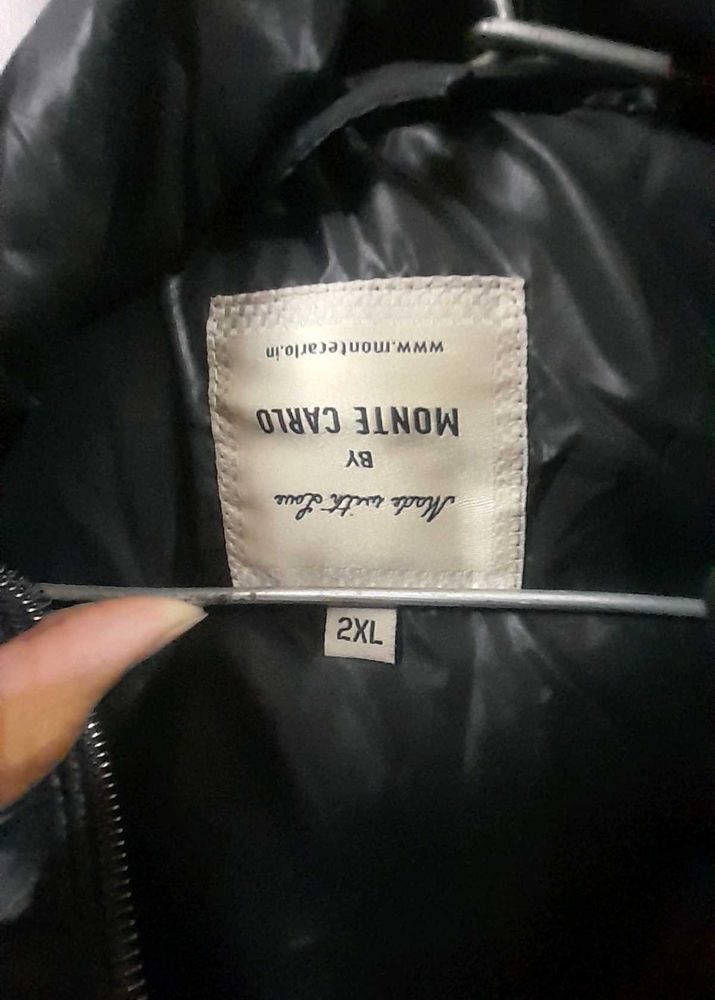 Made with Love
BY
MONTE CARLO
www.montecarlo.in
2XL